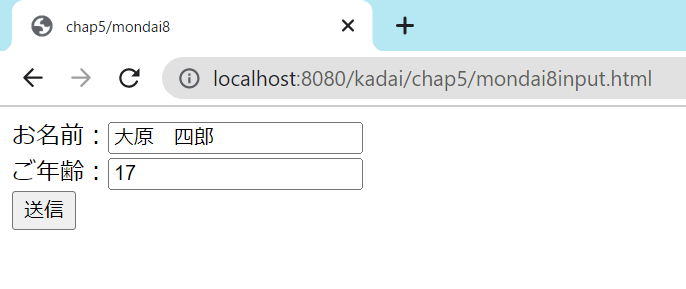 chap5/mondai8
localhost:8080/kadai/chap5/mondai8input.html
お名前：大原　四郎
ご年齢：17
送信